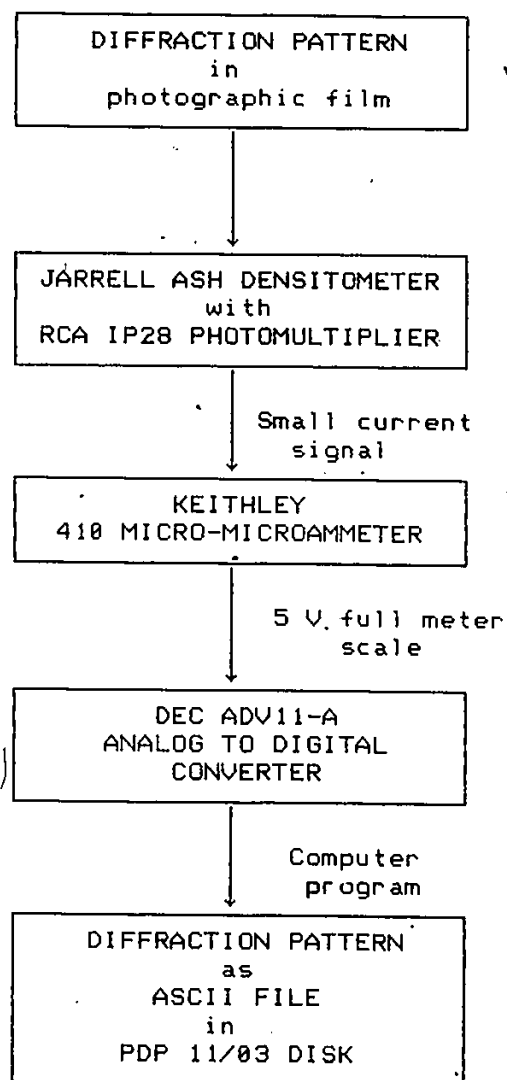 DIFFRACTION PATTERN
in
photographic film
JARRELL ASH DENSITOMETER
with
RCA IP28 PHOTOMULTIPLIER
Small current
signal
KEITHLEY
410 MICRO-MICROAMMETER
5 V. full meter
scale
DEC ADV11-A
ANALOG TO DIGITAL
CONVERTER
Computer
program
DIFFRACTION PATTERN
as
ASCII FILE
in
PDP 11/03 DISK